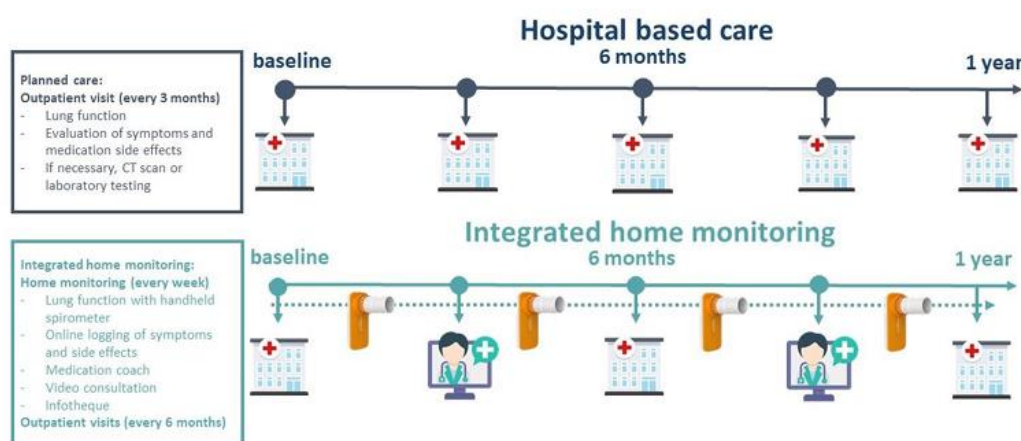 Hospital based care
baseline
6 months
1 year
Planned care:
Outpatient visit (every 3 months)
- Lung function
- Evaluation of symptoms and
medication side effects
- If necessary, CT scan or
laboratory testing
Integrated home monitoring
baseline
6 months
1 year
Integrated home monitoring:
Home monitoring (every week)
- Lung function with handheld
spirometer
- Online logging of symptoms
and side effects
- Medication coach
- Video consultation
- Infotheque
Outpatient visits (every 6 months)